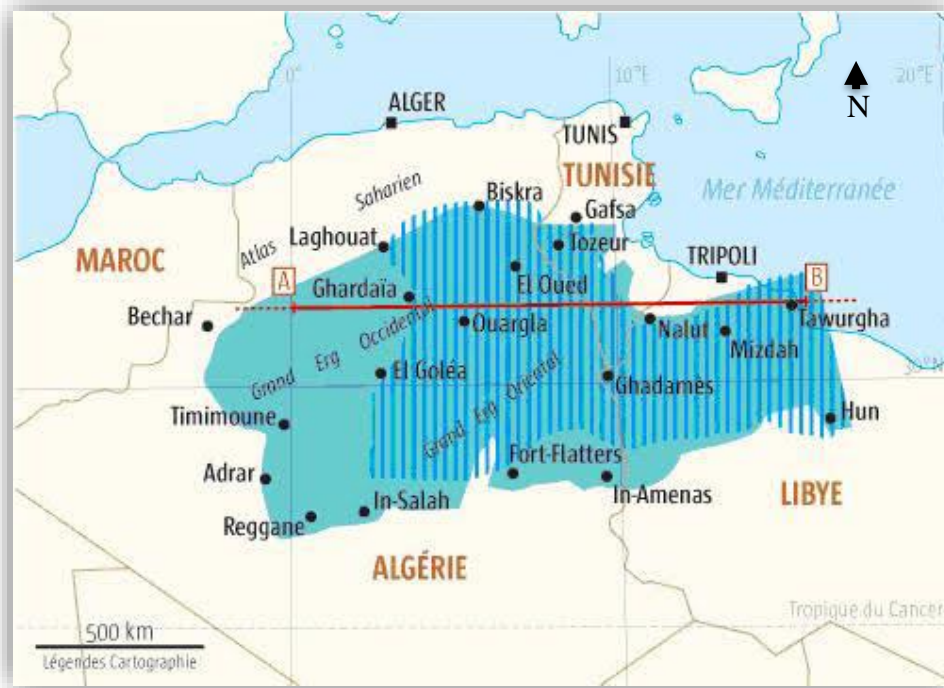 0°
10°E
20°E
N
ALGER
TUNIS
TUNISIE
Mer Méditerranée
Atlas Saharien
Biskra
Gafsa
Laghouat
Tozeur
MAROC
TRIPOLI
A
El Oued
B
Ghardaïa
Bechar
Ouargla
Nalut
Tawurgha
Mizdah
Grand Erg Occidental
El Goléa
Ghadamès
30°N
Grand Erg Oriental
Timimoune
Hun
Fort-Flatters
Adrar
In-Amenas
LIBYE
In-Salah
Reggane
ALGÉRIE
Tropique du Cancer
500 km
Légendes Cartographie